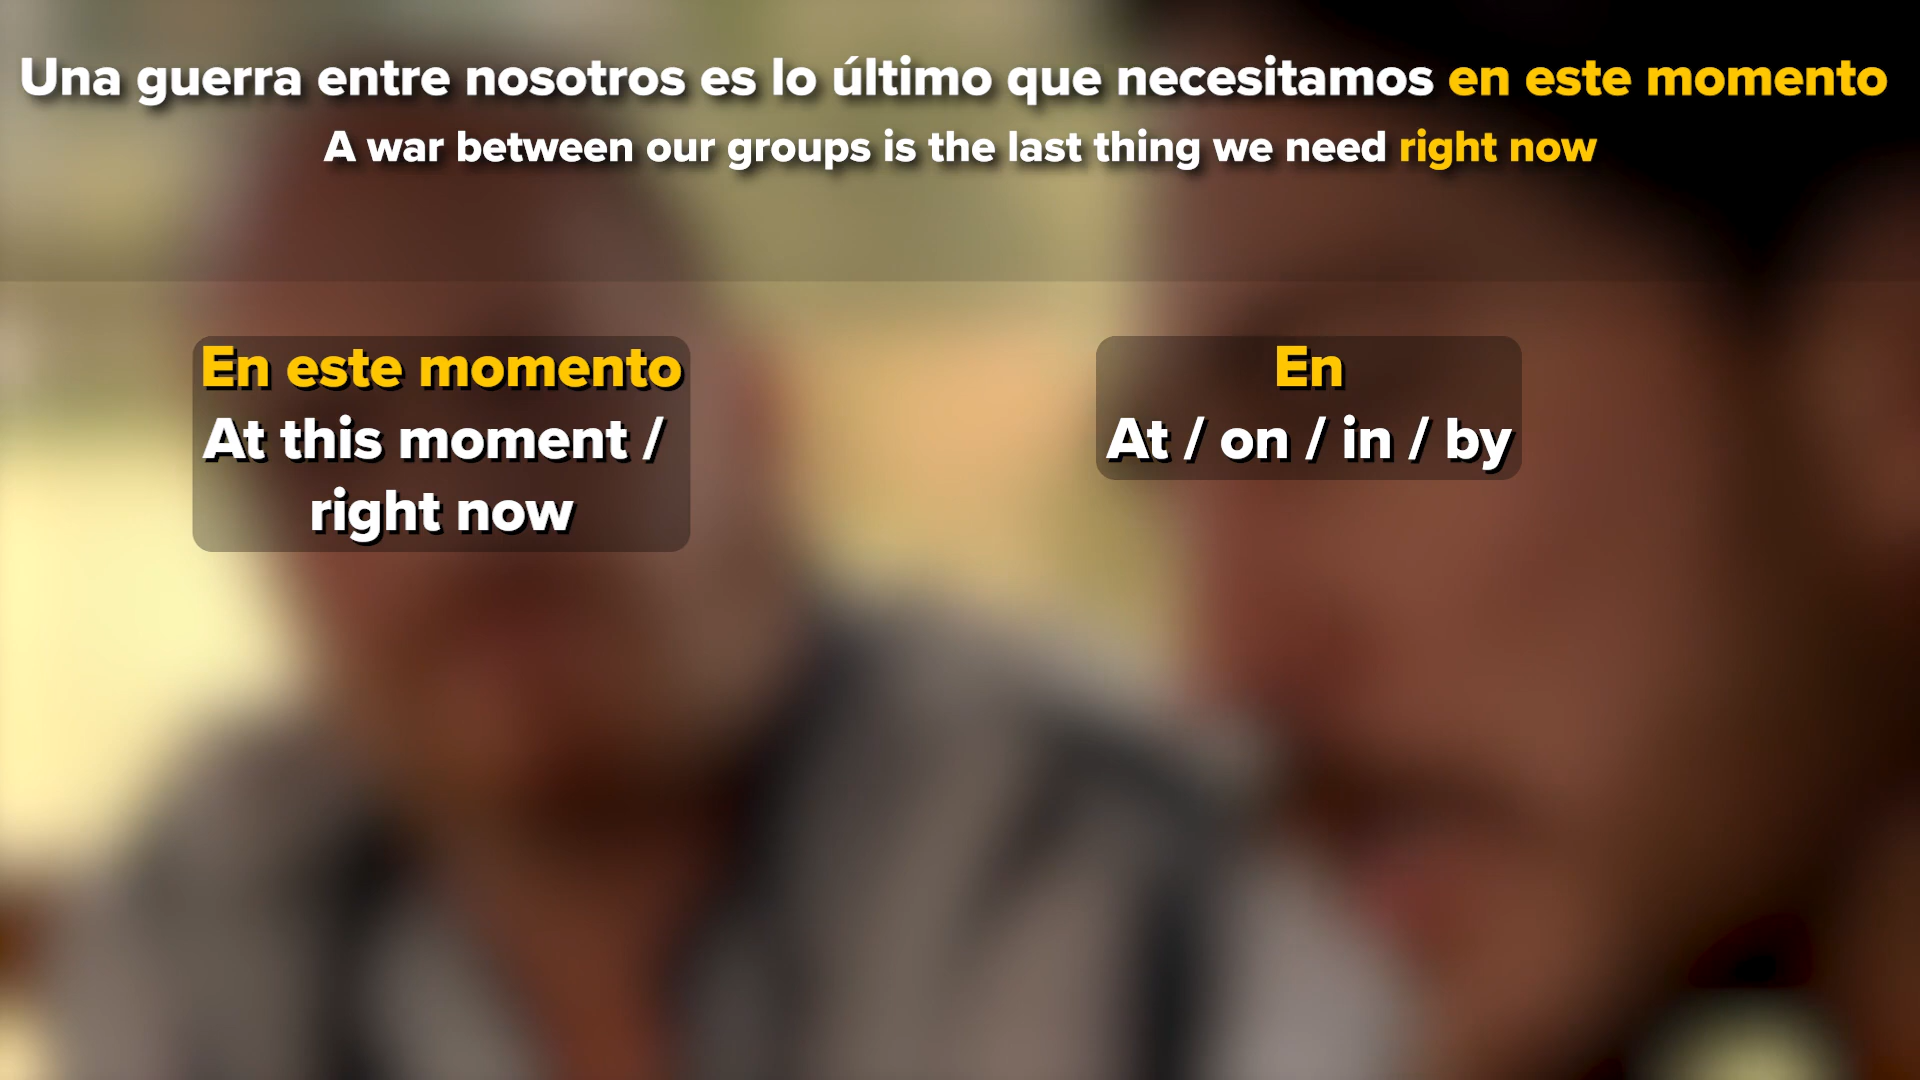 Una guerra entre nosotros es lo último que necesitamos en este momento
A war between our groups is the last thing we need right now
En este momento
At this moment /
right now
En
At / on / in / by